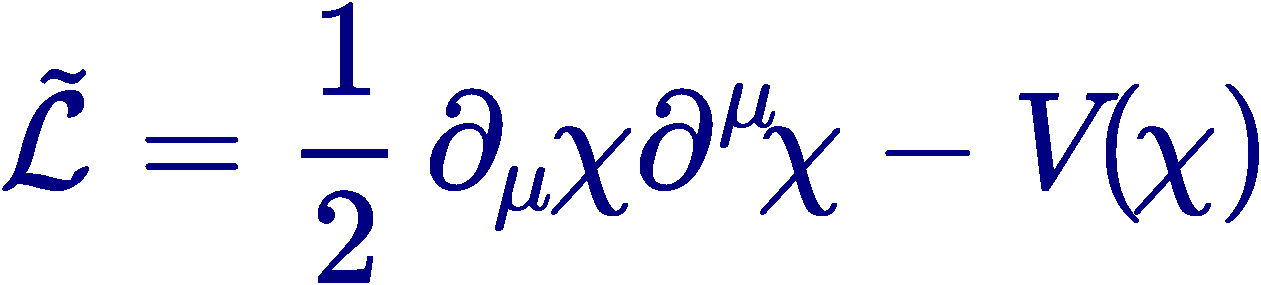 \tilde{\mathcal{L}} = \frac{1}{2} \partial_\mu \chi \partial^\mu \chi - V(\chi)